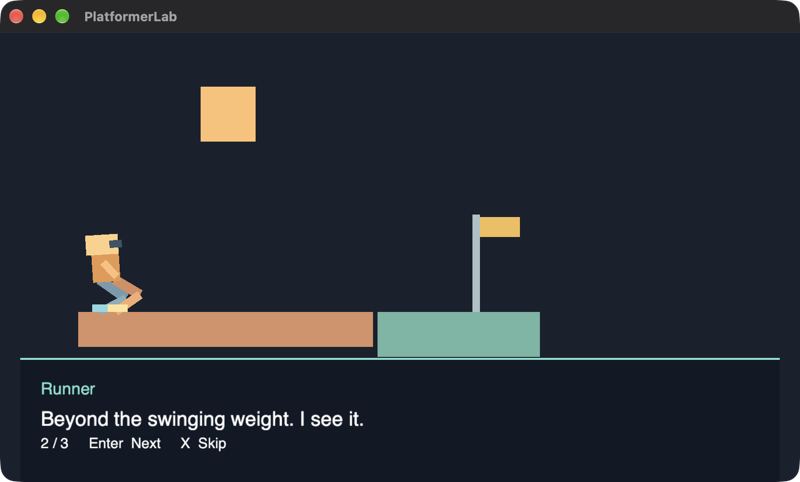 PlatformerLab
Runner
Beyond the swinging weight. I see it.
2 / 3 Enter Next X Skip